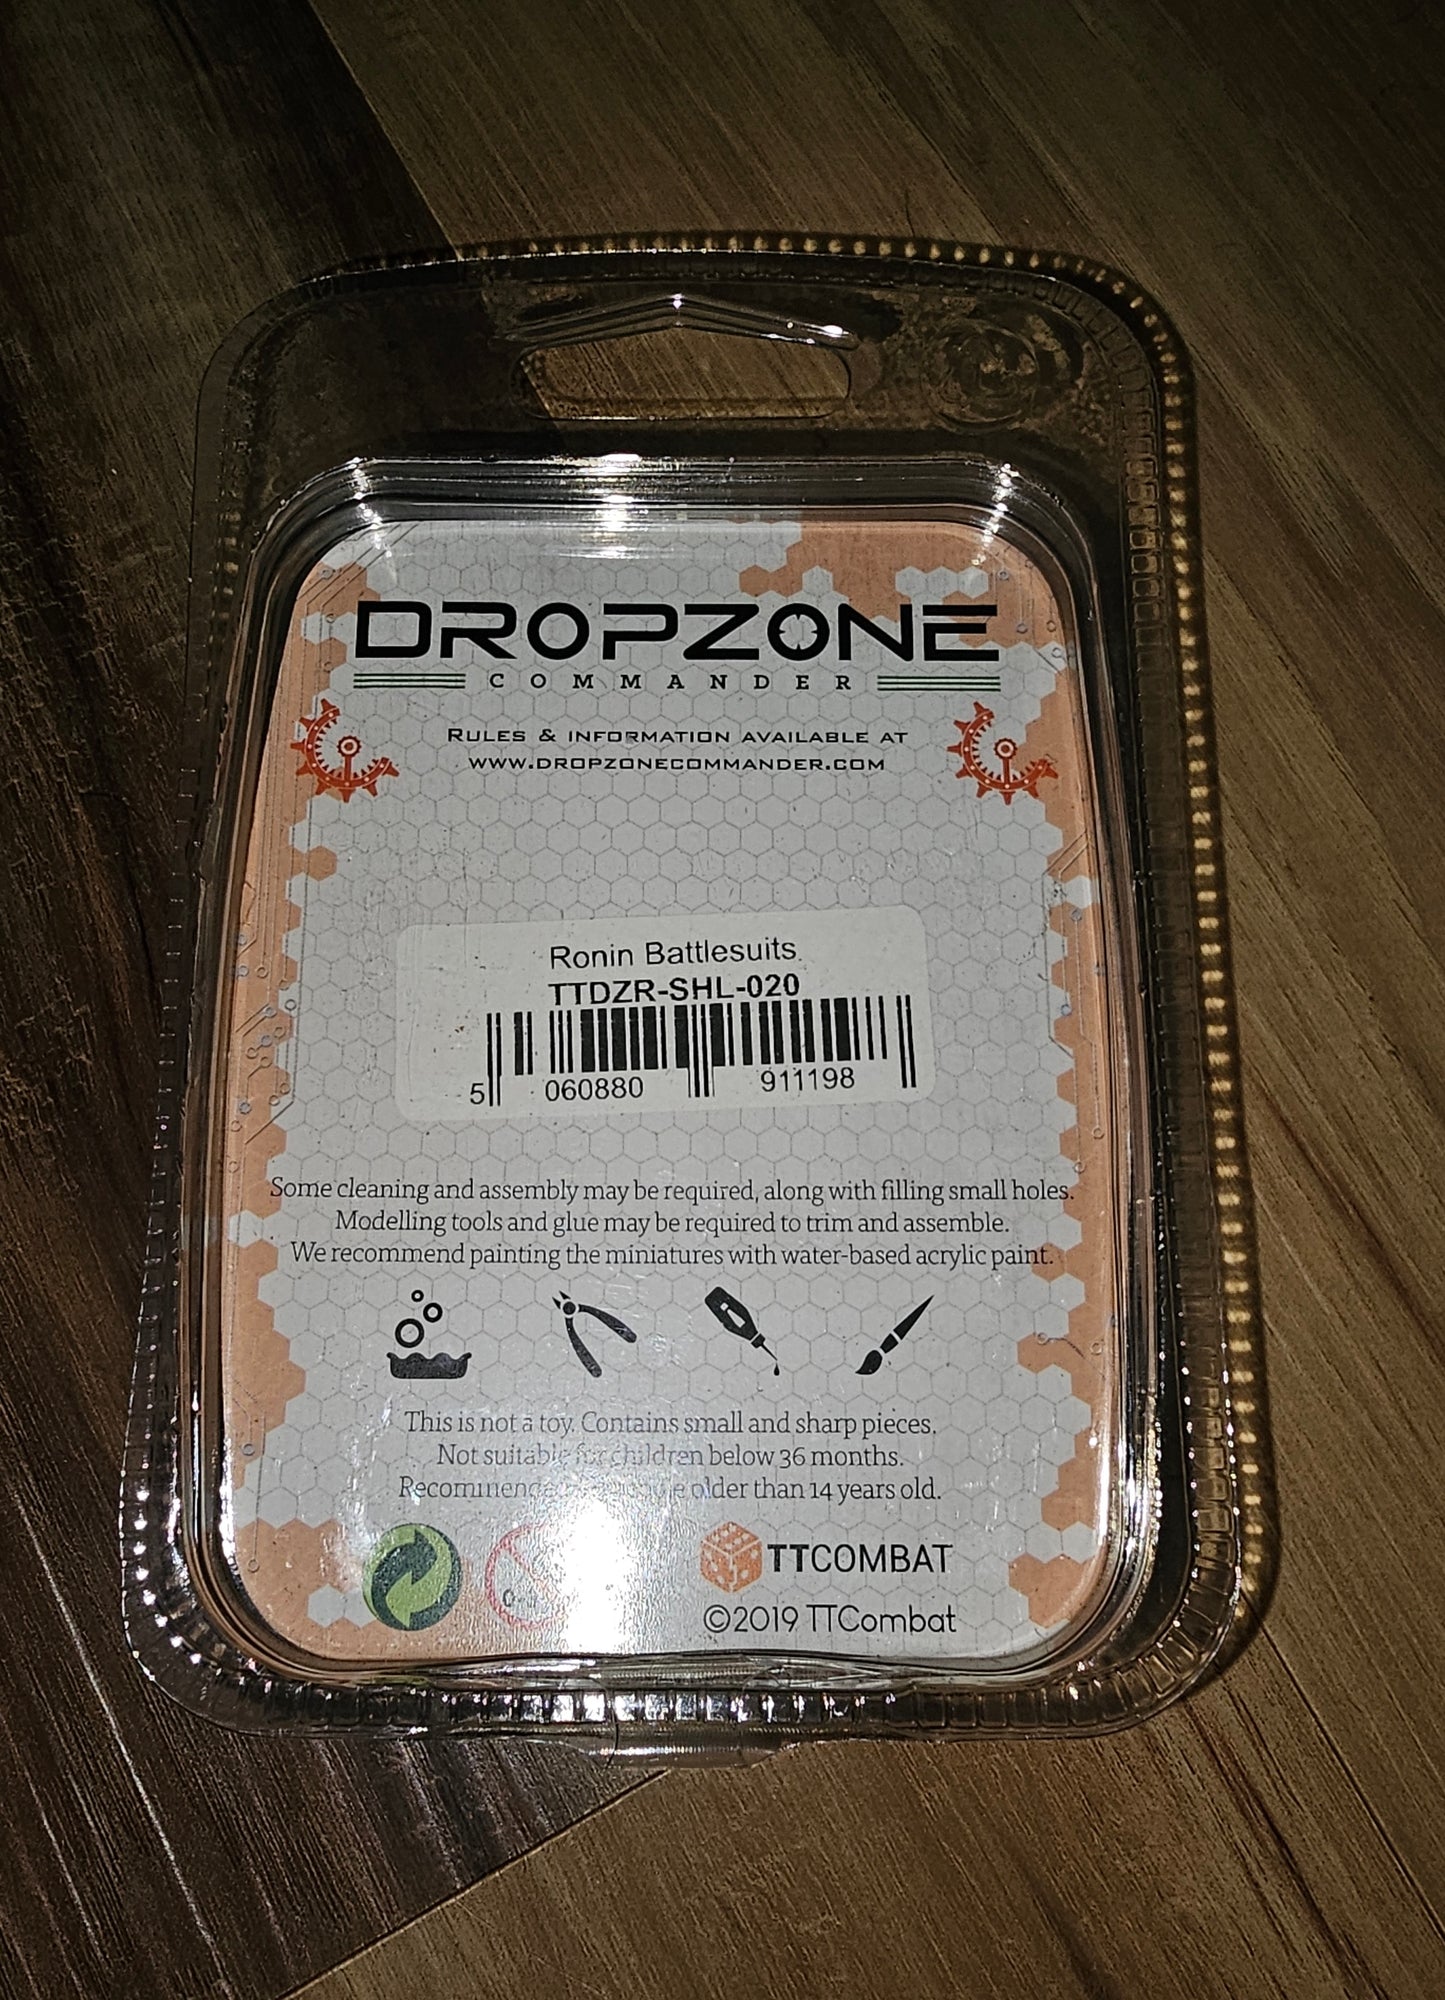 DROPZONE
COMMANDER
RULES & INFORMATION AVAILABLE AT
WWW.DROPZONECOMMANDER.COM
Ronin Battlesuits
TTDZR-SHL-020
5 060880 911198
Some cleaning and assembly may be required, along with filling small holes.
Modelling tools and glue may be required to trim and assemble.
We recommend painting the miniatures with water-based acrylic paint.
This is not a toy. Contains small and sharp pieces.
Not suitable for children below 36 months.
older than 14 years old.
TTCOMBAT
©2019 TTCombat